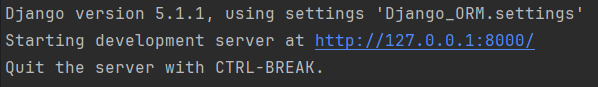 Django version 5.1.1, using settings 'Django_ORM.settings'
Starting development server at http://127.0.0.1:8000/
Quit the server with CTRL-BREAK.